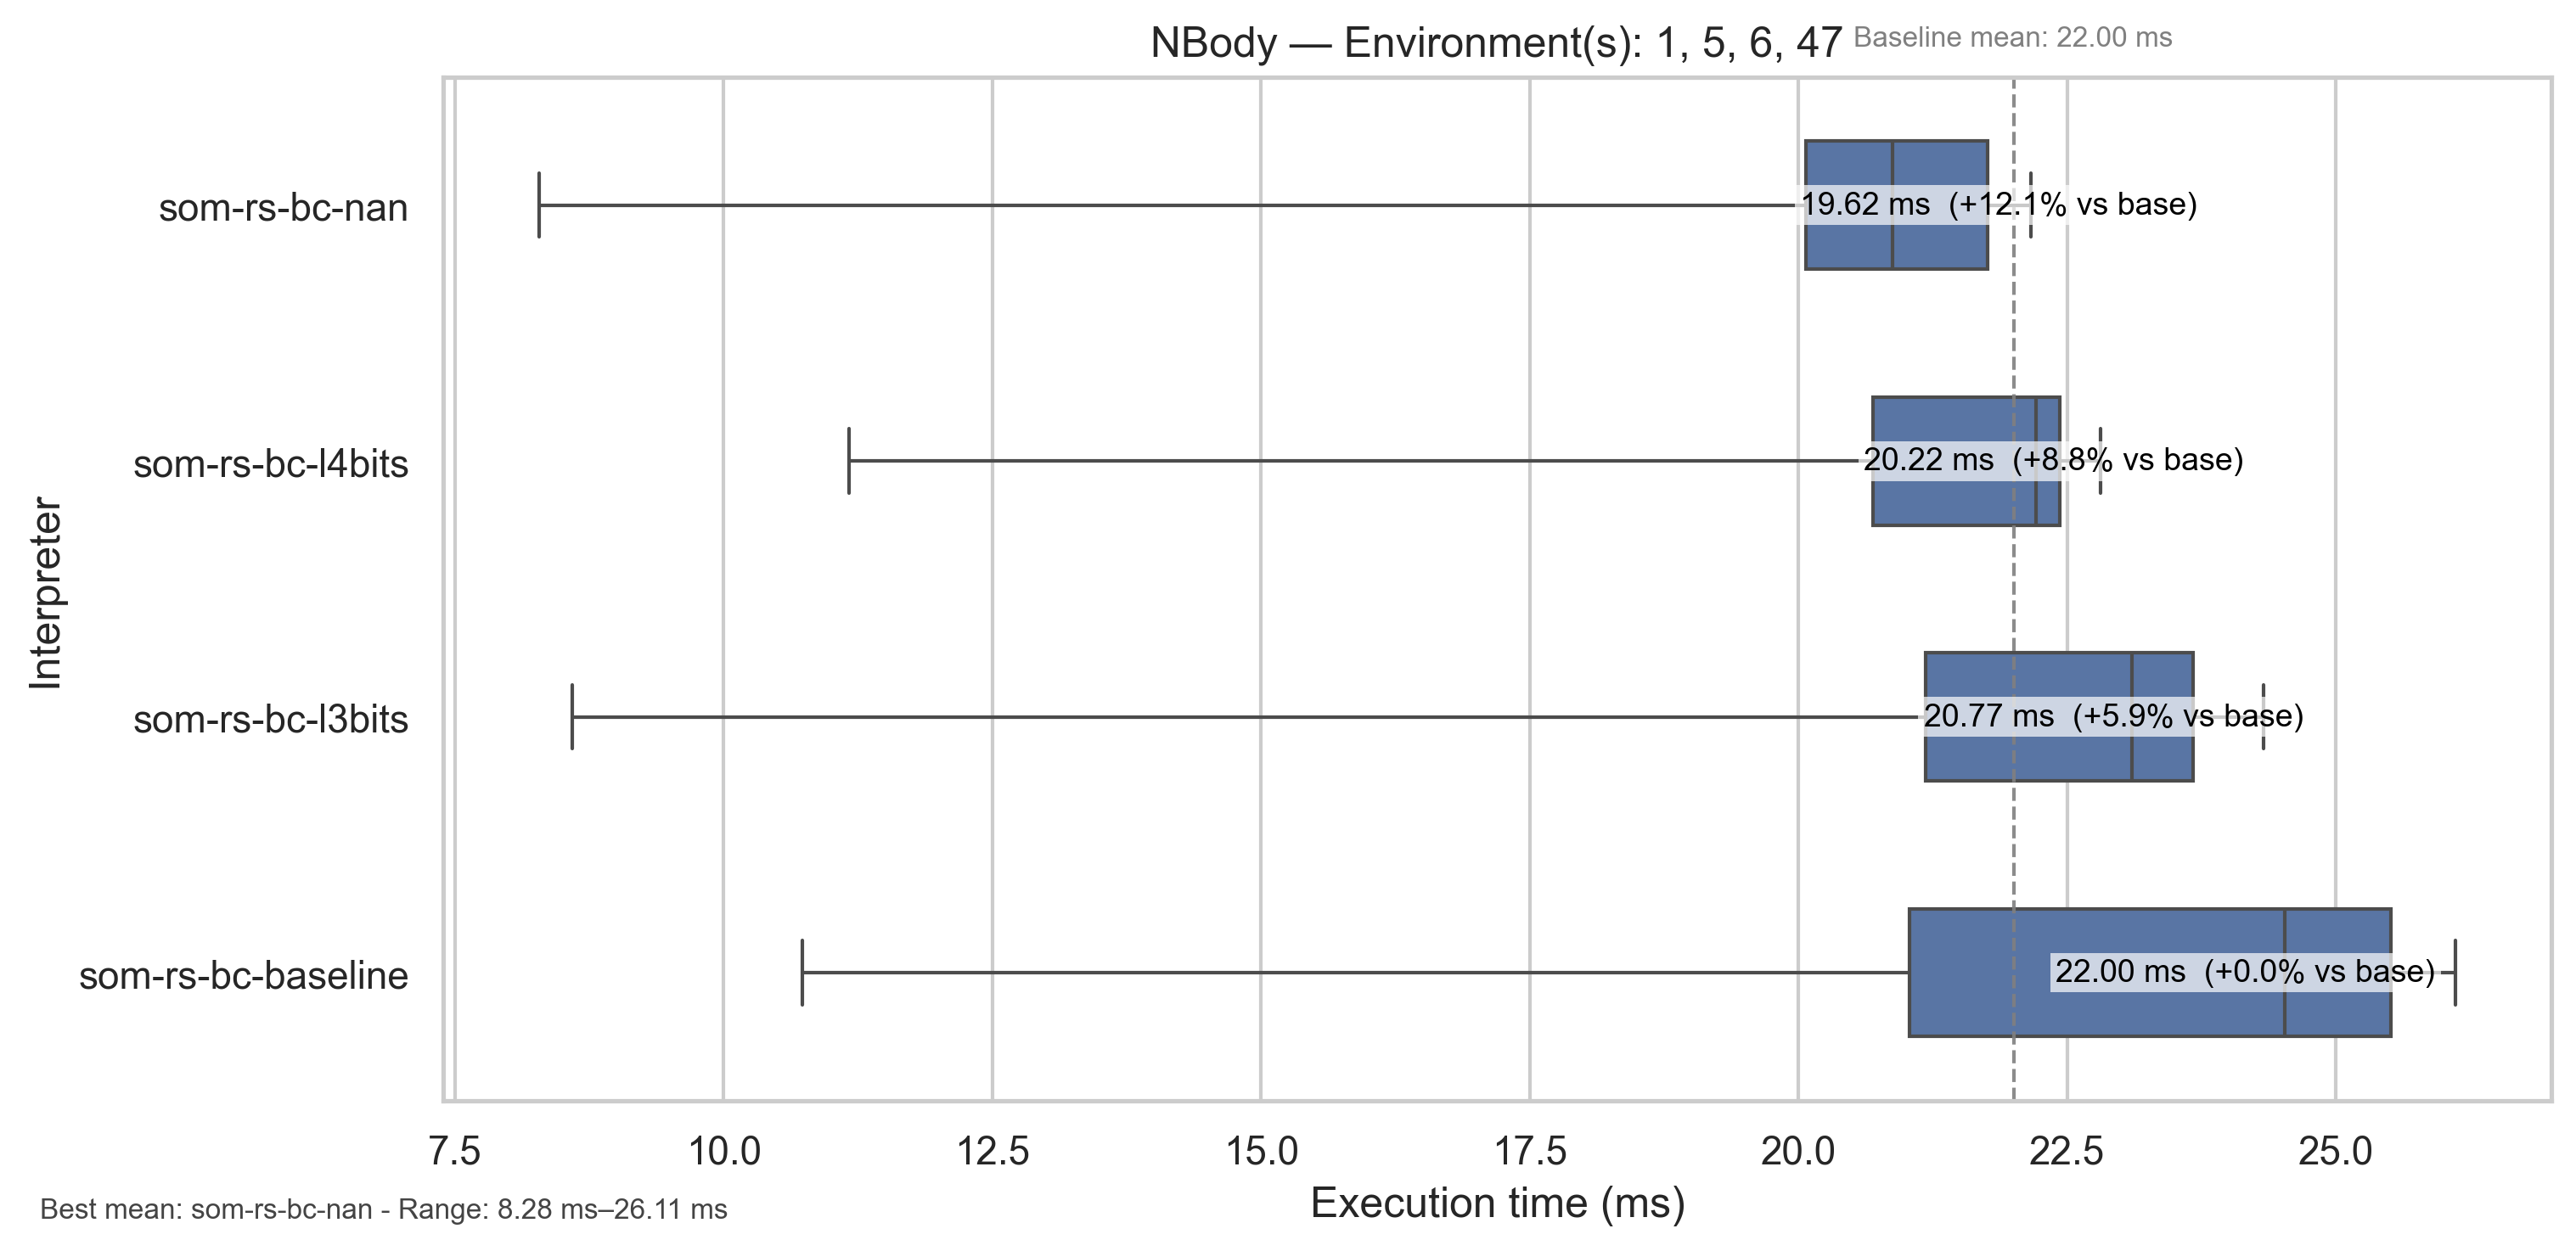 NBody — Environment(s): 1, 5, 6, 47
Baseline mean: 22.00 ms
Interpreter
som-rs-bc-nan
19.62 ms (+12.1% vs base)
som-rs-bc-l4bits
20.22 ms (+8.8% vs base)
som-rs-bc-l3bits
20.77 ms (+5.9% vs base)
som-rs-bc-baseline
22.00 ms (+0.0% vs base)
7.5 10.0 12.5 15.0 17.5 20.0 22.5 25.0
Execution time (ms)
Best mean: som-rs-bc-nan - Range: 8.28 ms–26.11 ms